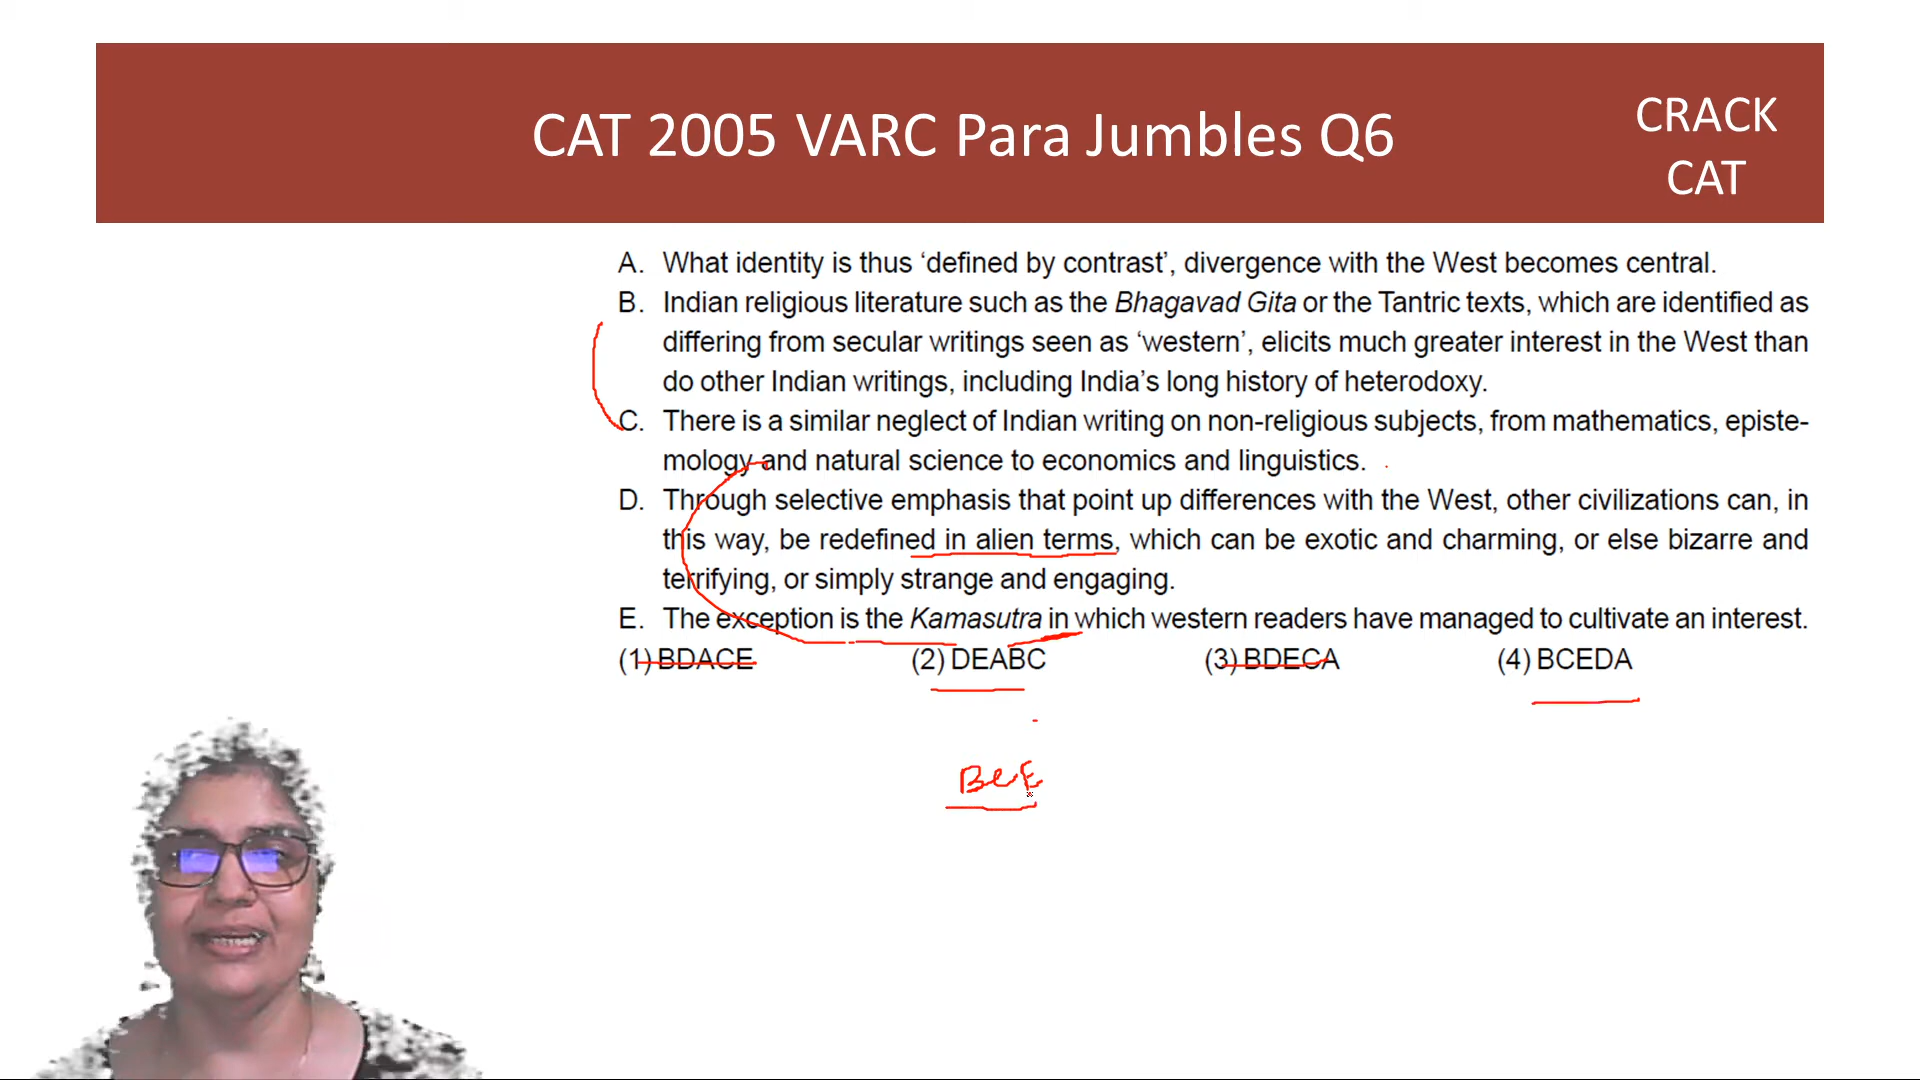 CAT 2005 VARC Para Jumbles Q6
CRACK
CAT
A. What identity is thus ‘defined by contrast’, divergence with the West becomes central.
B. Indian religious literature such as the Bhagavad Gita or the Tantric texts, which are identified as
differing from secular writings seen as ‘western’, elicits much greater interest in the West than
do other Indian writings, including India’s long history of heterodoxy.
C. There is a similar neglect of Indian writing on non-religious subjects, from mathematics, episte-
mology and natural science to economics and linguistics.
D. Through selective emphasis that point up differences with the West, other civilizations can, in
this way, be redefined in alien terms, which can be exotic and charming, or else bizarre and
terrifying, or simply strange and engaging.
E. The exception is the Kamasutra in which western readers have managed to cultivate an interest.
(1) BDACE (2) DEABC (3) BDECA (4) BCEDA
BCE